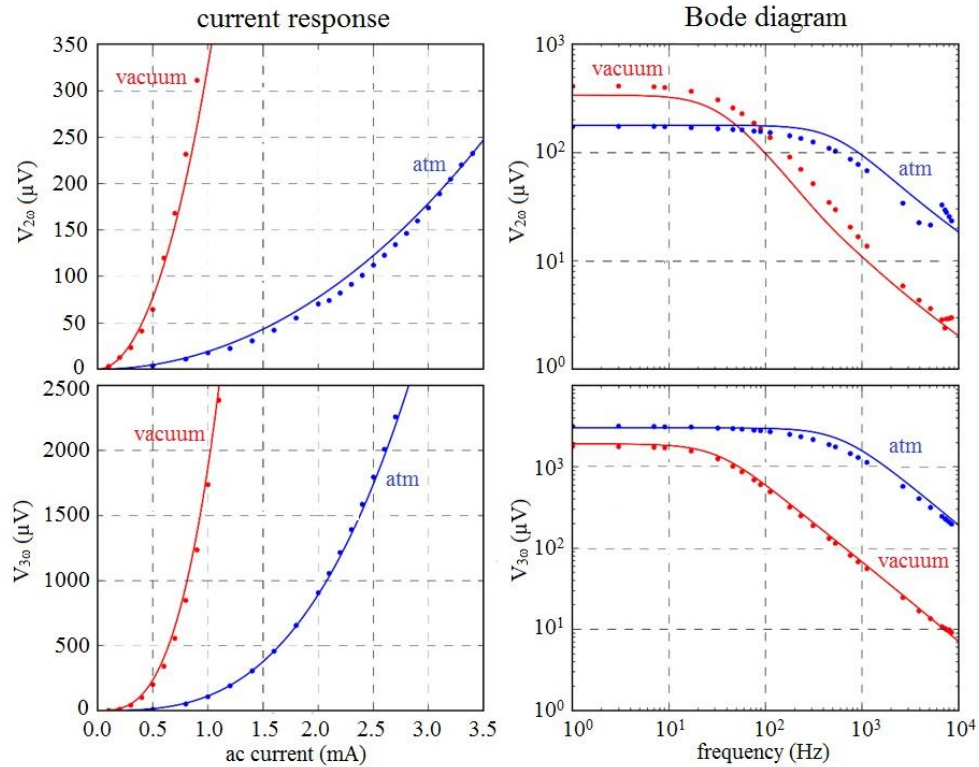 current response
Bode diagram
350
300
250
200
150
100
50
0
V2ω (μV)
vacuum
atm
10³
10²
10¹
10⁰
V2ω (μV)
vacuum
atm
2500
2000
1500
1000
500
0
V3ω (μV)
vacuum
atm
0.5 1.0 1.5 2.0 2.5 3.0 3.5
ac current (mA)
10³
10²
10¹
10⁰
V3ω (μV)
atm
vacuum
10⁰ 10¹ 10² 10³ 10⁴
frequency (Hz)